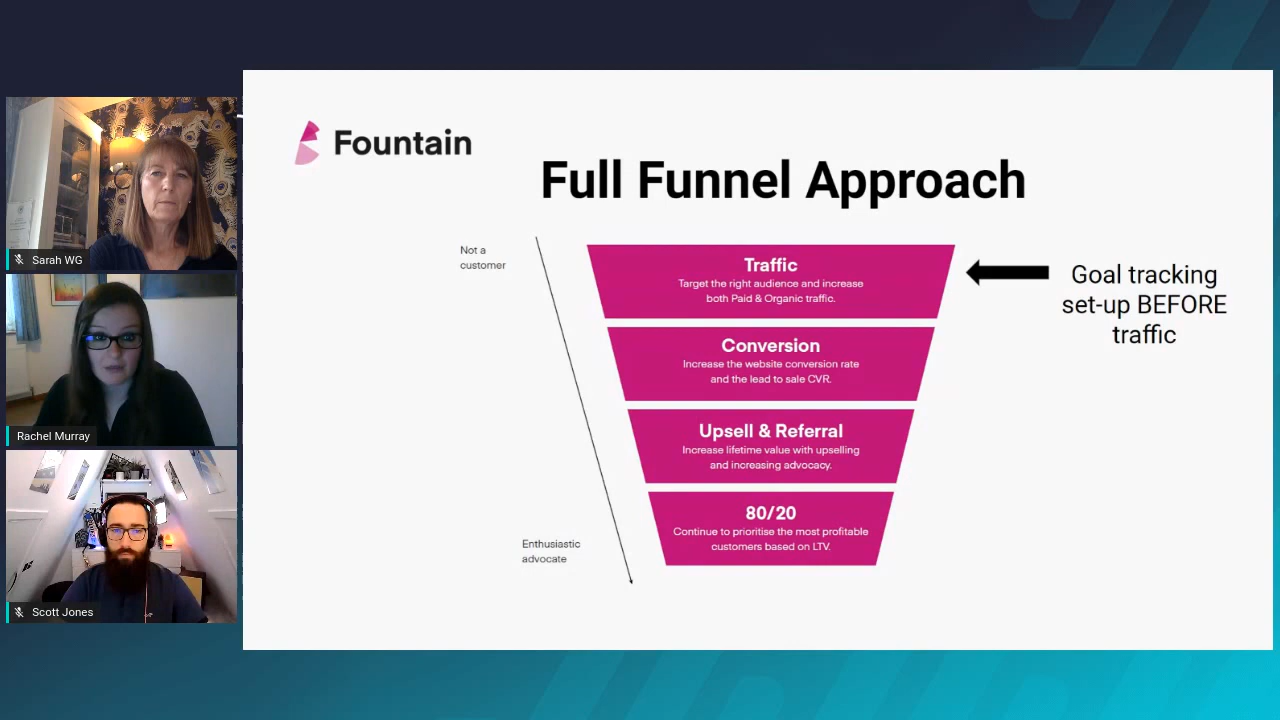 Sarah WG
Rachel Murray
Scott Jones
Fountain
Full Funnel Approach
Not a
customer
Traffic
Target the right audience and increase
both Paid & Organic traffic.
Conversion
Increase the website conversion rate
and the lead to sale CVR.
Upsell & Referral
Increase lifetime value with upselling
and increasing advocacy.
80/20
Continue to prioritise the most profitable
customers based on LTV.
Enthusiastic
advocate
Goal tracking
set-up BEFORE
traffic